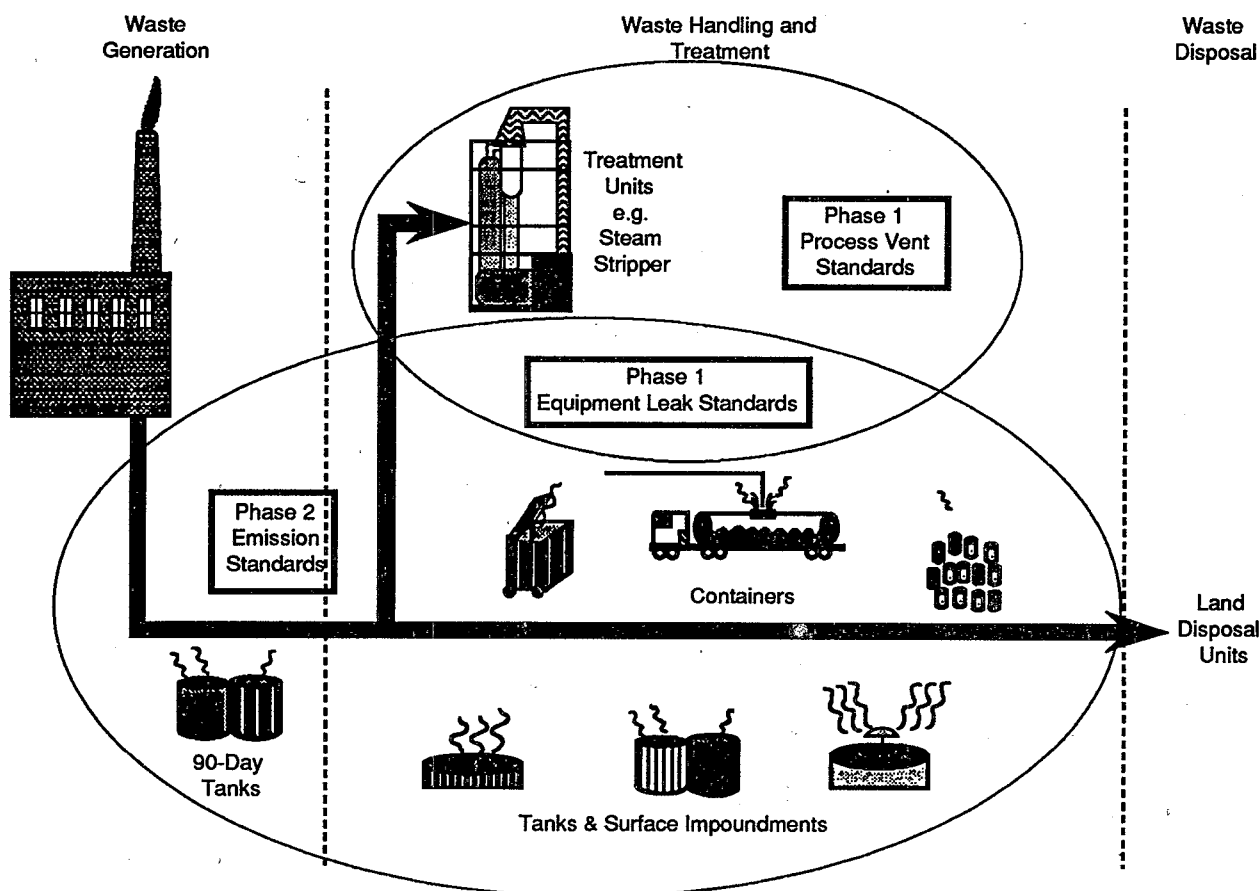 Waste
Generation
Waste Handling and
Treatment
Waste
Disposal
Treatment
Units
e.g.
Steam
Stripper
Phase 1
Process Vent
Standards
Phase 1
Equipment Leak Standards
Phase 2
Emission
Standards
Containers
Land
Disposal
Units
90-Day
Tanks
Tanks & Surface Impoundments